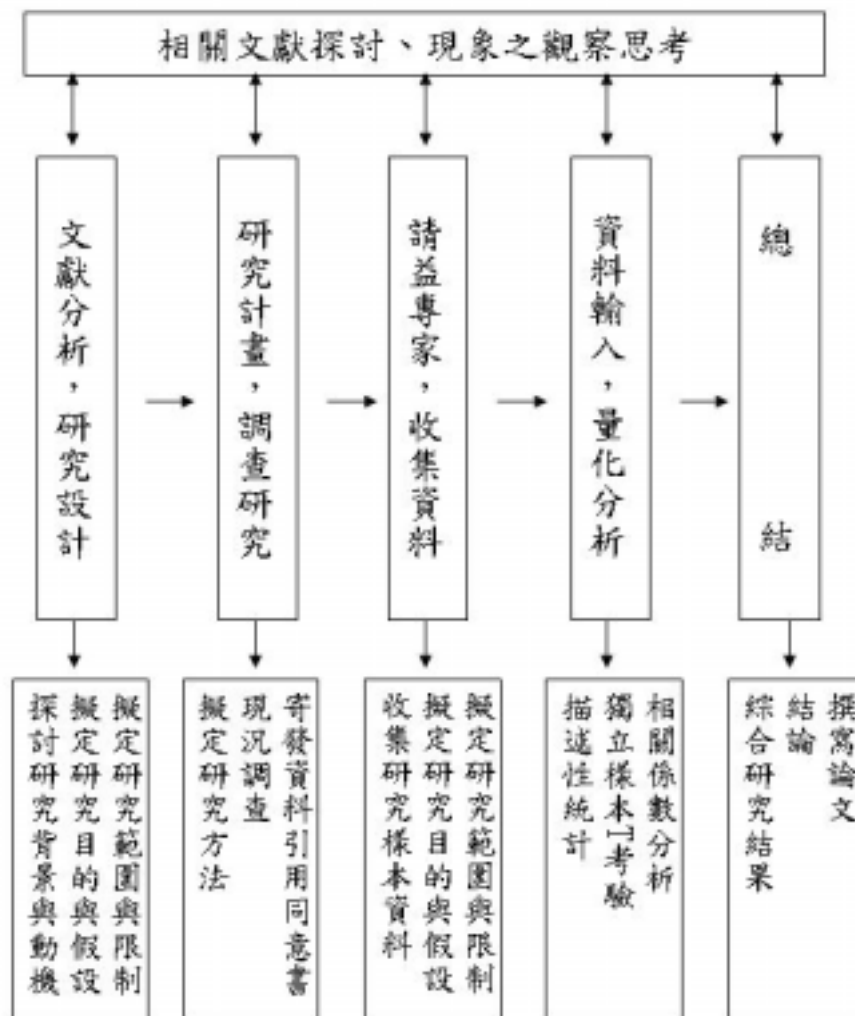 相關文獻探討、現象之觀察思考
文獻分析，研究設計
研究計畫，調查研究
請益專家，收集資料
資料輸入，量化分析
總結
探討研究背景與動機
擬定研究目的與假設
擬定研究範圍與限制
擬定研究方法
現況調查
寄發資料引用同意書
收集研究樣本資料
擬定研究目的與假設
擬定研究範圍與限制
描述性統計
獨立樣本T考驗
相關係數分析
綜合研究結果
結論
撰寫論文